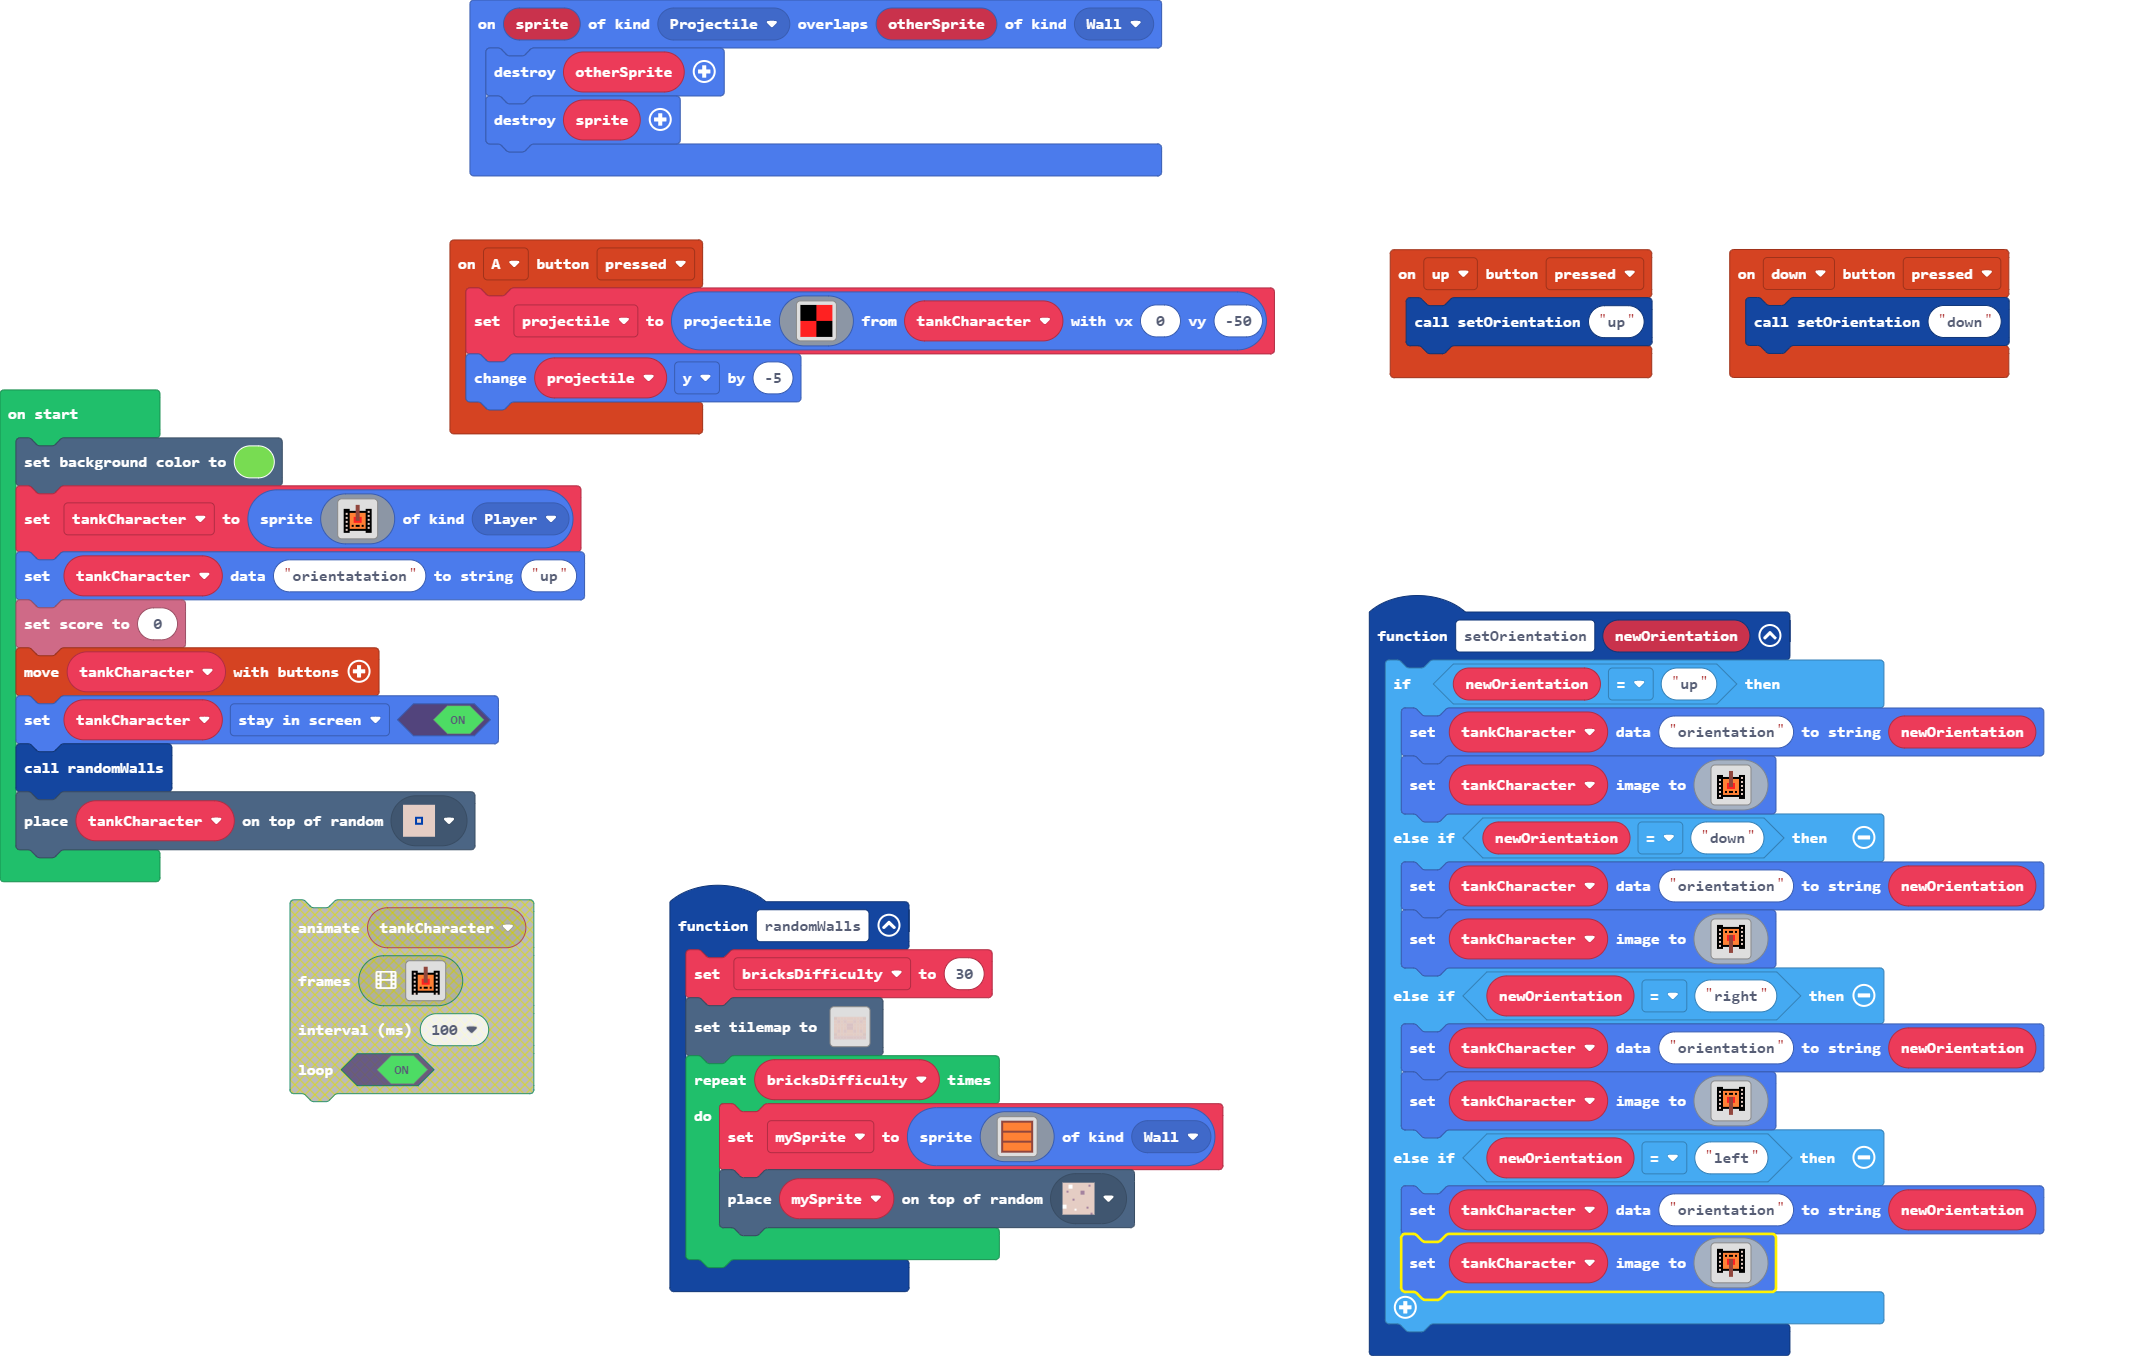 on sprite of kind Projectile overlaps otherSprite of kind Wall
destroy otherSprite
destroy sprite
on A button pressed
set projectile to projectile from tankCharacter with vx 0 vy -50
change projectile y by -5
on up button pressed
call setOrientation "up"
on down button pressed
call setOrientation "down"
on start
set background color to
set tankCharacter to sprite of kind Player
set tankCharacter data "orientatation" to string "up"
set score to 0
move tankCharacter with buttons
set tankCharacter stay in screen ON
call randomWalls
place tankCharacter on top of random
animate tankCharacter
frames
interval (ms) 100
loop ON
function randomWalls
set bricksDifficulty to 30
set tilemap to
repeat bricksDifficulty times
do
set mySprite to sprite of kind Wall
place mySprite on top of random
function setOrientation newOrientation
if newOrientation = "up" then
set tankCharacter data "orientation" to string newOrientation
set tankCharacter image to
else if newOrientation = "down" then
set tankCharacter data "orientation" to string newOrientation
set tankCharacter image to
else if newOrientation = "right" then
set tankCharacter data "orientation" to string newOrientation
set tankCharacter image to
else if newOrientation = "left" then
set tankCharacter data "orientation" to string newOrientation
set tankCharacter image to